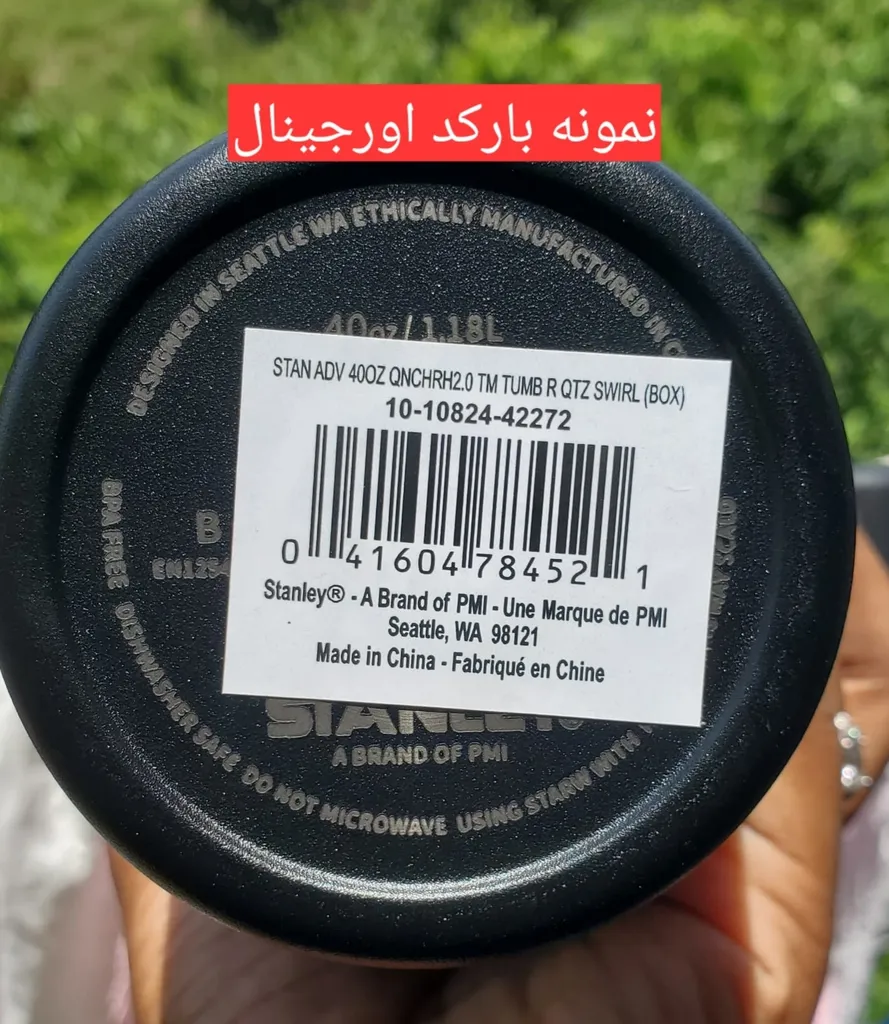 نمونه بارکد اورجینال
DESIGNED IN SEATTLE WA ETHICALLY MANUFACTURED IN
40oz/1.18L
STAN ADV 40OZ QNCHRH2.0 TM TUMB R QTZ SWIRL (BOX)
10-10824-42272
0 41604 78452 1
Stanley® - A Brand of PMI - Une Marque de PMI
Seattle, WA 98121
Made in China - Fabriqué en Chine
B
STANLEY®
A BRAND OF PMI
BPA FREE DISHWASHER SAFE DO NOT MICROWAVE USING STRAW WITH